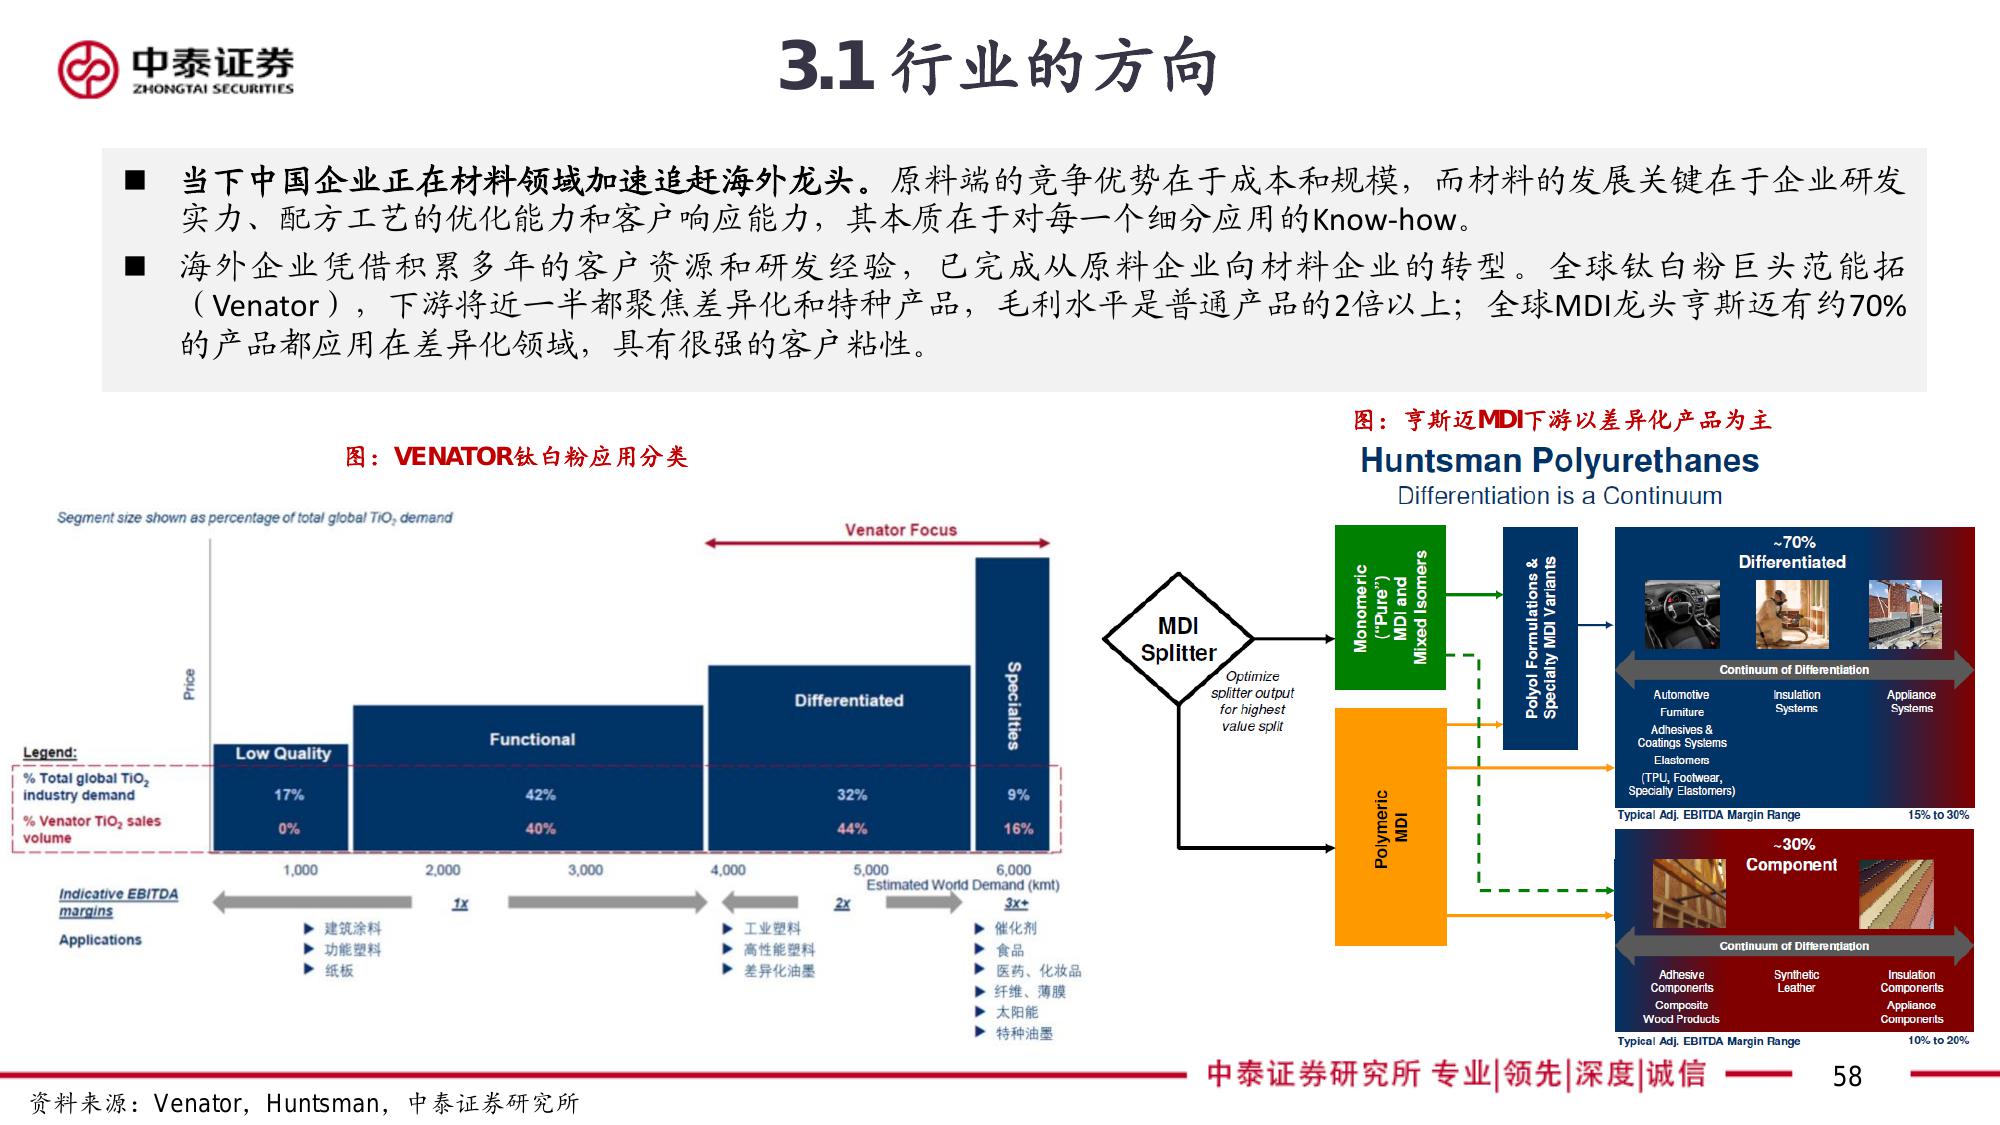 中泰证券
ZHONGTAI SECURITIES
3.1 行业的方向
■ 当下中国企业正在材料领域加速追赶海外龙头。原料端的竞争优势在于成本和规模，而材料的发展关键在于企业研发
实力、配方工艺的优化能力和客户响应能力，其本质在于对每一个细分应用的Know-how。
■ 海外企业凭借积累多年的客户资源和研发经验，已完成从原料企业向材料企业的转型。全球钛白粉巨头范能拓
（Venator），下游将近一半都聚焦差异化和特种产品，毛利水平是普通产品的2倍以上；全球MDI龙头亨斯迈有约70%
的产品都应用在差异化领域，具有很强的客户粘性。
图：VENATOR钛白粉应用分类
Segment size shown as percentage of total global TiO2 demand
Venator Focus
Price
Low Quality
Functional
Differentiated
Specialties
Legend:
% Total global TiO2
industry demand
17%
42%
32%
9%
% Venator TiO2 sales
volume
0%
40%
44%
16%
1,000
2,000
3,000
4,000
5,000
6,000
Estimated World Demand (kmt)
Indicative EBITDA
margins
1x
2x
3x+
Applications
建筑涂料
功能塑料
纸板
工业塑料
高性能塑料
差异化油墨
催化剂
食品
医药、化妆品
纤维、薄膜
太阳能
特种油墨
图：亨斯迈MDI下游以差异化产品为主
Huntsman Polyurethanes
Differentiation is a Continuum
MDI
Splitter
Optimize
splitter output
for highest
value split
Monomeric
("Pure")
MDI and
Mixed Isomers
Polymeric
MDI
Polyol Formulations &
Specialty MDI Variants
~70%
Differentiated
Continuum of Differentiation
Automotive
Furniture
Adhesives &
Coatings Systems
Elastomers
(TPU, Footwear,
Specialty Elastomers)
Insulation
Systems
Appliance
Systems
Typical Adj. EBITDA Margin Range
15% to 30%
~30%
Component
Continuum of Differentiation
Adhesive
Components
Composite
Wood Products
Synthetic
Leather
Insulation
Components
Appliance
Components
Typical Adj. EBITDA Margin Range
10% to 20%
中泰证券研究所 专业|领先|深度|诚信
58
资料来源：Venator，Huntsman，中泰证券研究所